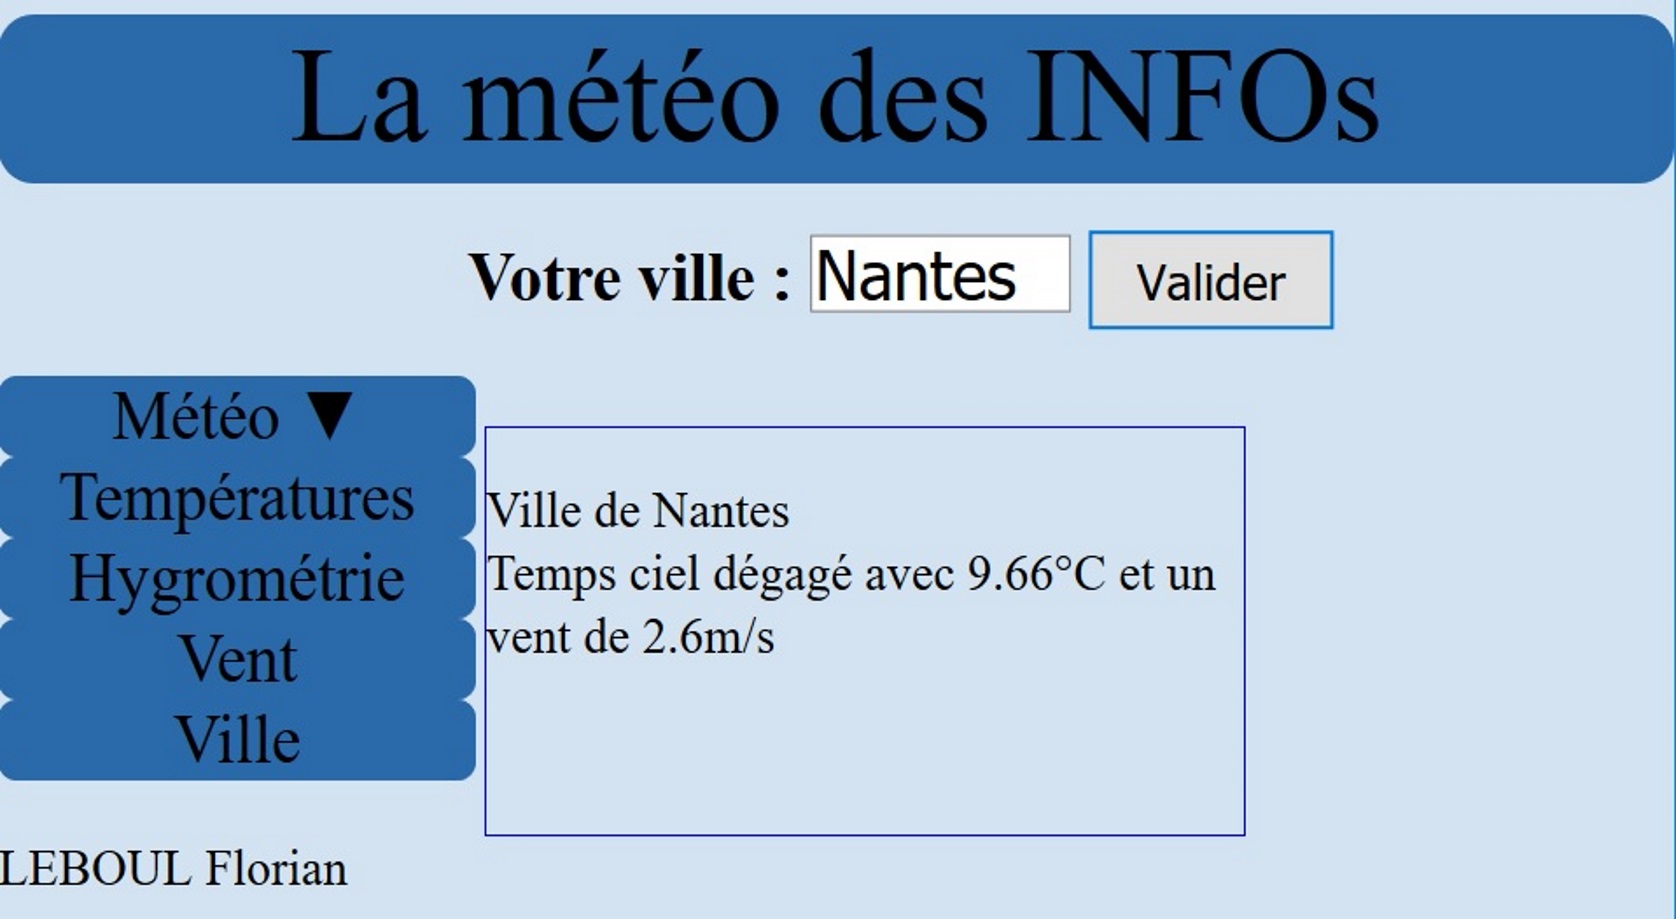 La météo des INFOs
Votre ville : Nantes Valider
Météo ▼
Températures
Hygrométrie
Vent
Ville
Ville de Nantes
Temps ciel dégagé avec 9.66°C et un
vent de 2.6m/s
LEBOUL Florian